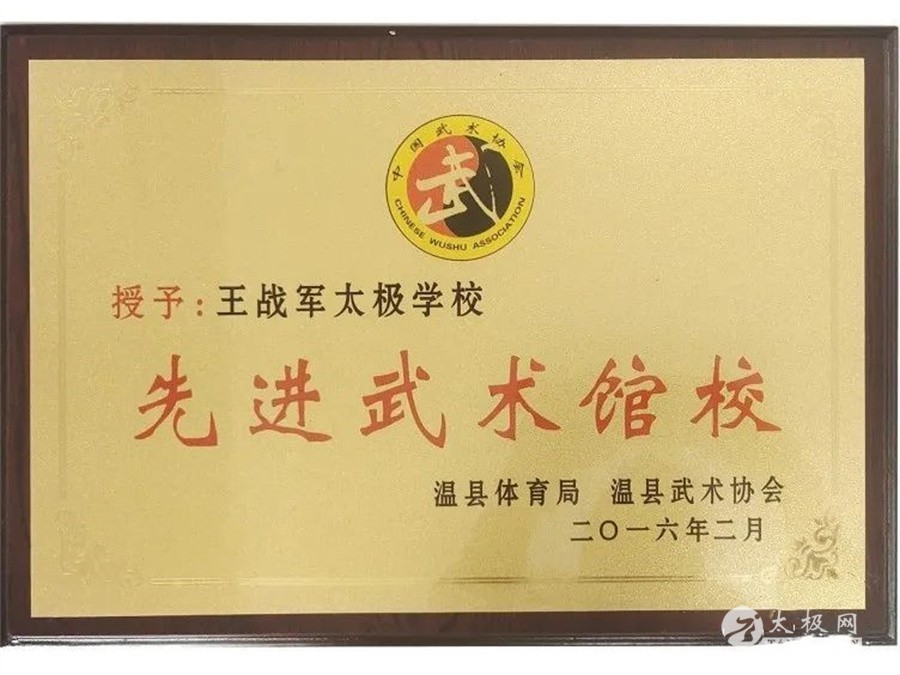 中国武术协会
武
CHINESE WUSHU ASSOCIATION
授予:王战军太极学校
先进武术馆校
温县体育局 温县武术协会
二〇一六年二月
太极网